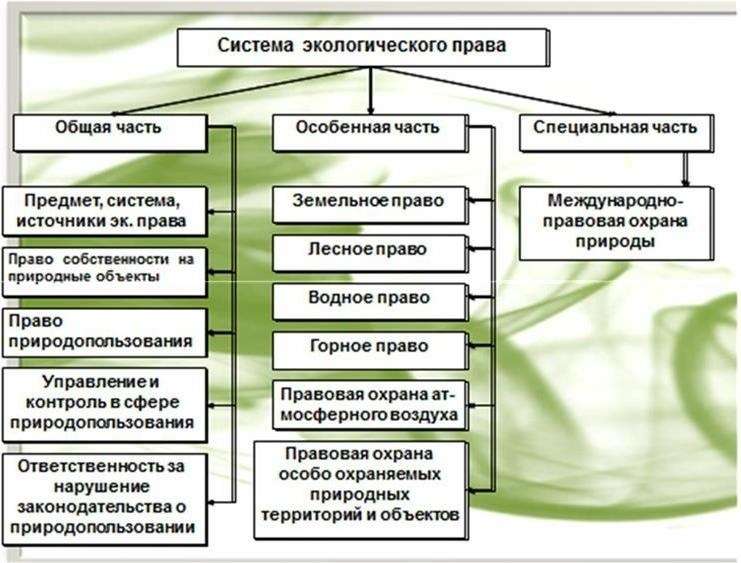 Система экологического права
Общая часть
Особенная часть
Специальная часть
Предмет, система,
источники эк. права
Право собственности на
природные объекты
Право
природопользования
Управление и
контроль в сфере
природопользования
Ответственность за
нарушение
законодательства о
природопользовании
Земельное право
Лесное право
Водное право
Горное право
Правовая охрана ат-
мосферного воздуха
Правовая охрана
особо охраняемых
природных
территорий и объектов
Международно-
правовая охрана
природы